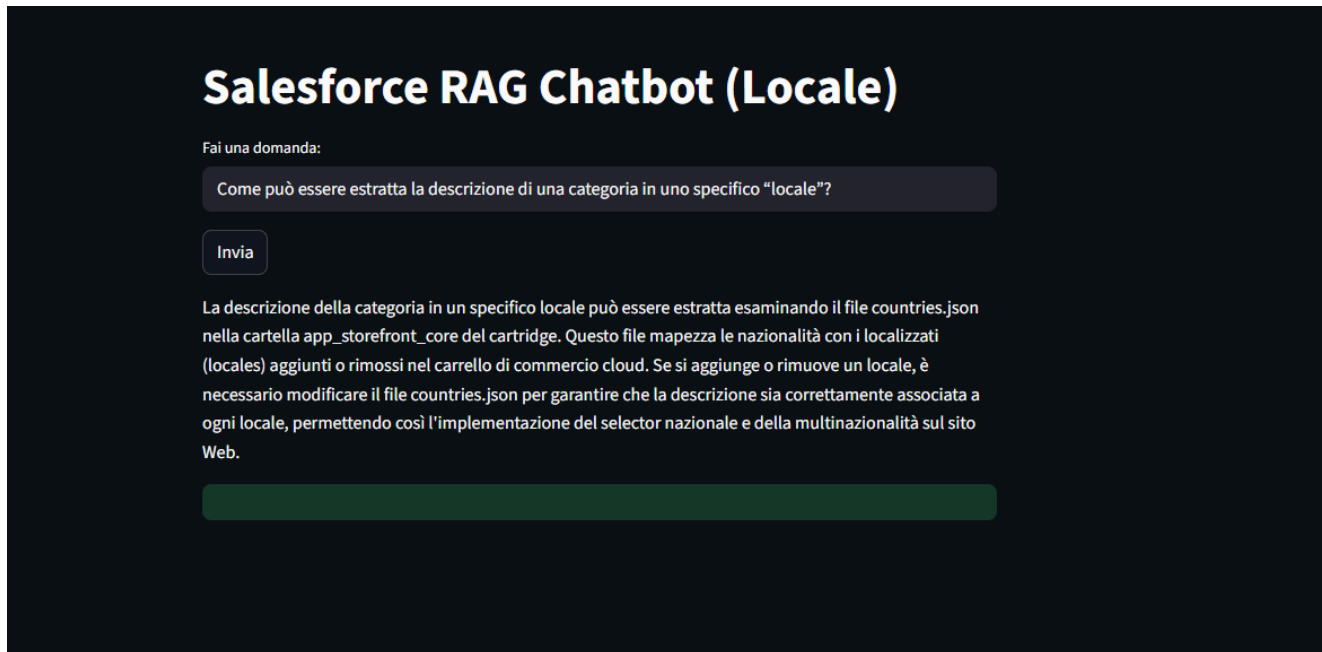 Salesforce RAG Chatbot (Locale)
Fai una domanda:
Come può essere estratta la descrizione di una categoria in uno specifico “locale”?
Invia
La descrizione della categoria in un specifico locale può essere estratta esaminando il file countries.json
nella cartella app_storefront_core del cartridge. Questo file mapezza le nazionalità con i localizzati
(locales) aggiunti o rimossi nel carrello di commercio cloud. Se si aggiunge o rimuove un locale, è
necessario modificare il file countries.json per garantire che la descrizione sia correttamente associata a
ogni locale, permettendo così l'implementazione del selector nazionale e della multinazionalità sul sito
Web.